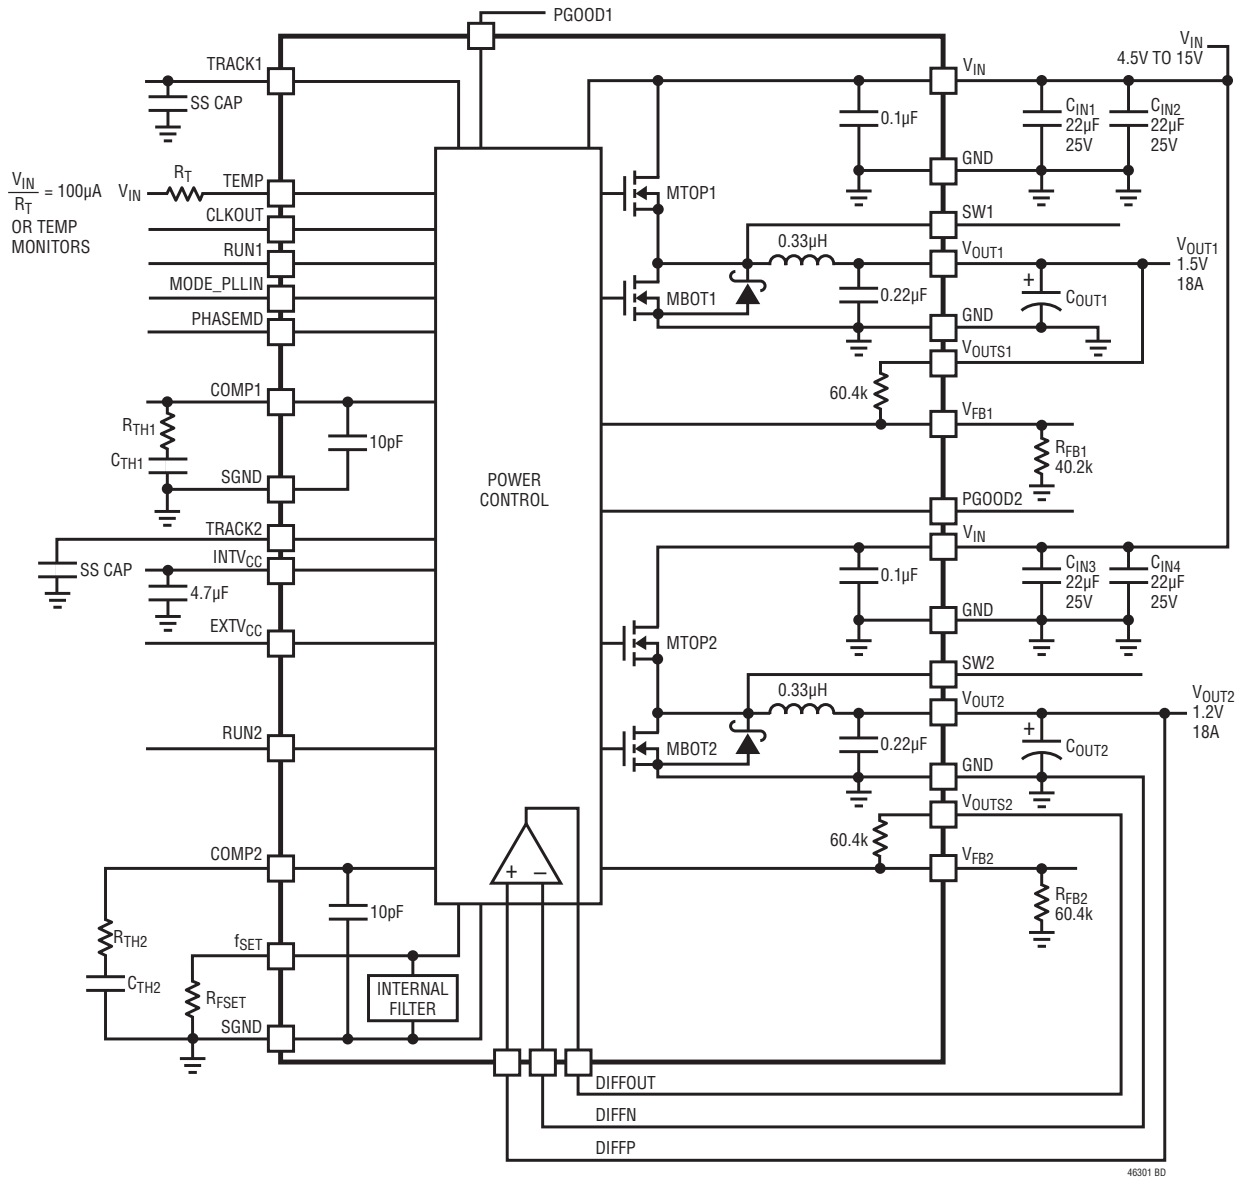 PGOOD1
TRACK1
SS CAP
VIN
4.5V TO 15V
VIN
0.1µF
CIN1
22µF
25V
CIN2
22µF
25V
GND
VIN
RT
= 100µA
OR TEMP
MONITORS
VIN
RT
TEMP
CLKOUT
RUN1
MODE_PLLIN
PHASEMD
MTOP1
SW1
0.33µH
VOUT1
VOUT1
1.5V
18A
MBOT1
0.22µF
COUT1
GND
VOUTS1
60.4k
VFB1
RFB1
40.2k
COMP1
RTH1
CTH1
10pF
SGND
POWER
CONTROL
PGOOD2
TRACK2
SS CAP
INTVCC
4.7µF
EXTVCC
VIN
0.1µF
CIN3
22µF
25V
CIN4
22µF
25V
GND
MTOP2
SW2
0.33µH
VOUT2
VOUT2
1.2V
18A
RUN2
MBOT2
0.22µF
COUT2
GND
VOUTS2
60.4k
VFB2
RFB2
60.4k
COMP2
+ –
10pF
RTH2
CTH2
fSET
RFSET
INTERNAL
FILTER
SGND
DIFFOUT
DIFFN
DIFFP
46301 BD